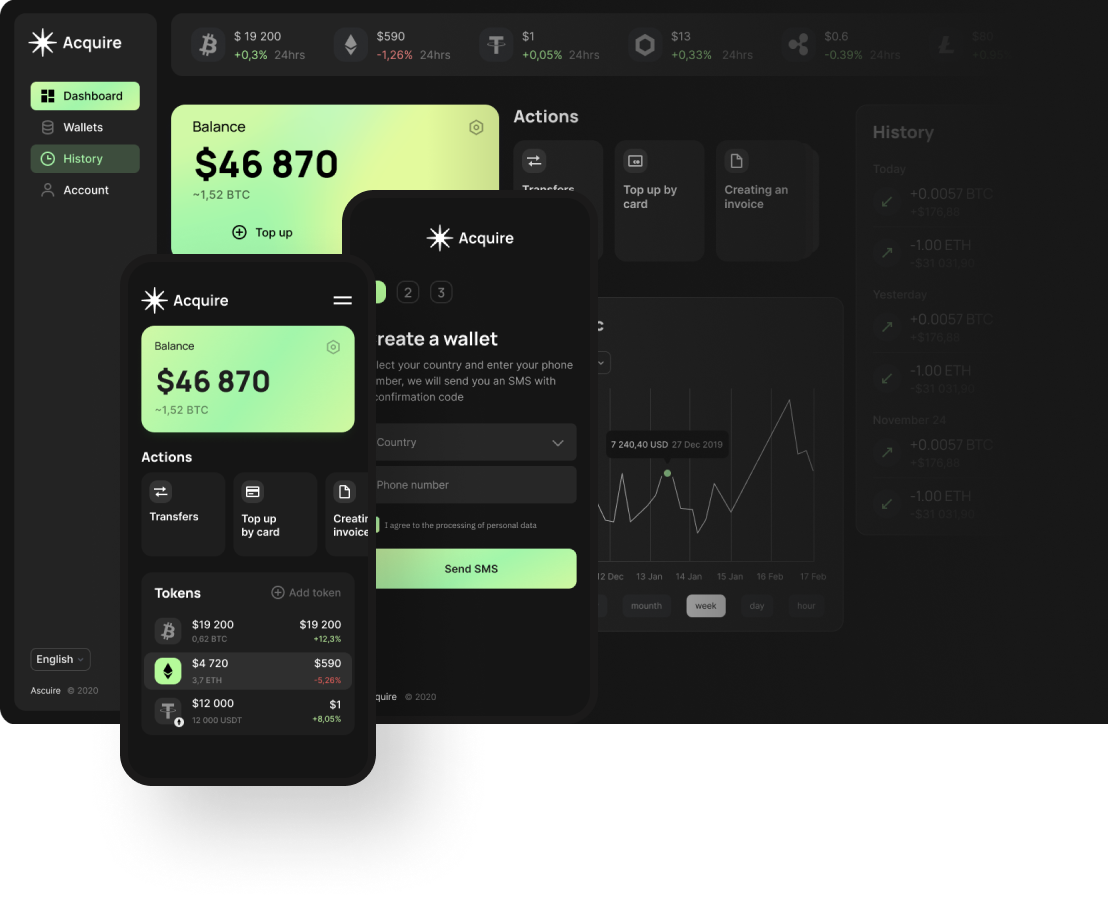 Acquire
Dashboard
Wallets
History
Account
English
Ascuire © 2020
$ 19 200
+0,3% 24hrs
$590
-1,26% 24hrs
$1
+0,05% 24hrs
$13
+0,33% 24hrs
$0.6
-0.39% 24hrs
Balance
$46 870
~1,52 BTC
Top up
Actions
Transfers
Top up by
card
Creating an
invoice
History
Today
+0.0057 BTC
+$176,88
-1.00 ETH
-$31 031,90
Yesterday
+0.0057 BTC
+$176,88
-1.00 ETH
-$31 031,90
November 24
+0.0057 BTC
+$176,88
-1.00 ETH
-$31 031,90
c
7 240,40 USD 27 Dec 2019
12 Dec 13 Jan 14 Jan 15 Jan 16 Feb 17 Feb
mounth week day hour
Acquire
2 3
reate a wallet
lect your country and enter your phone
mber, we will send you an SMS with
confirmation code
Country
Phone number
I agree to the processing of personal data
Send SMS
quire © 2020
Acquire
Balance
$46 870
~1,52 BTC
Actions
Transfers
Top up
by card
Creatin
invoice
Tokens
Add token
$19 200 $19 200
0,62 BTC +12,3%
$4 720 $590
3,7 ETH -5,26%
$12 000 $1
12 000 USDT +8,05%